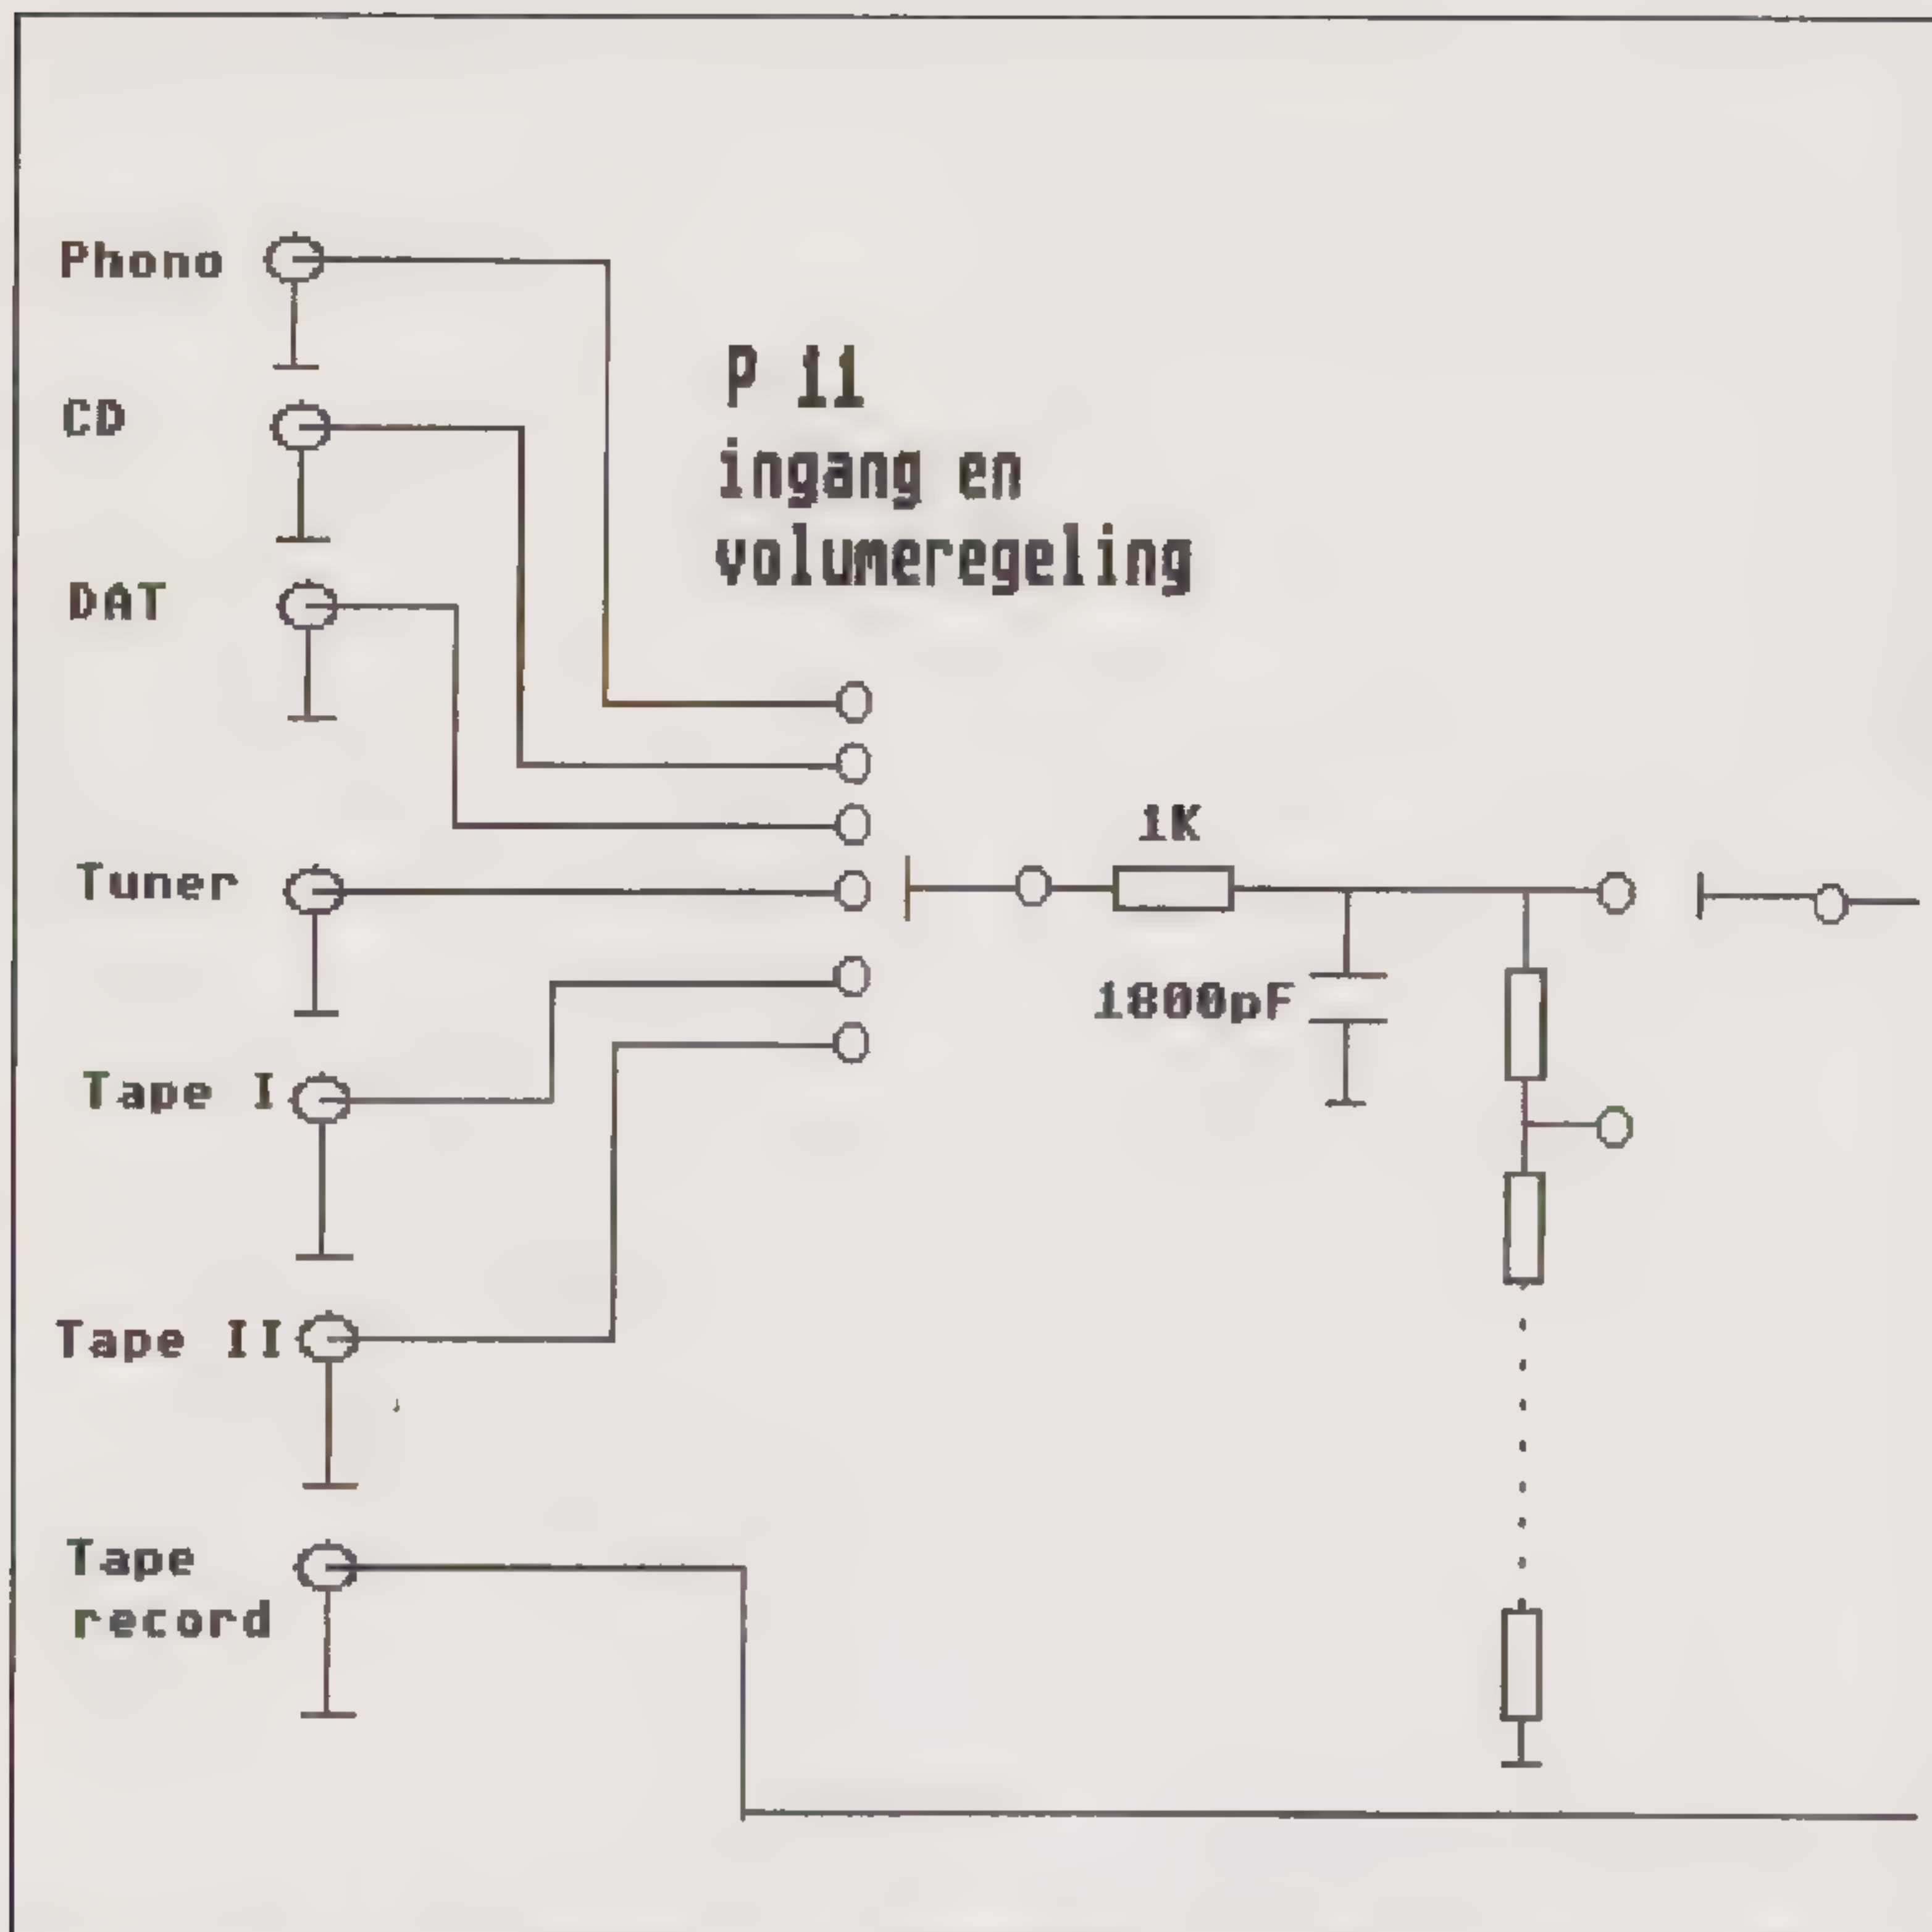 Phono
P 11
CD
ingang en
volumeregeling
DAT
1K
Tuner
1800pF
Tape I
Tape II
Tape
record